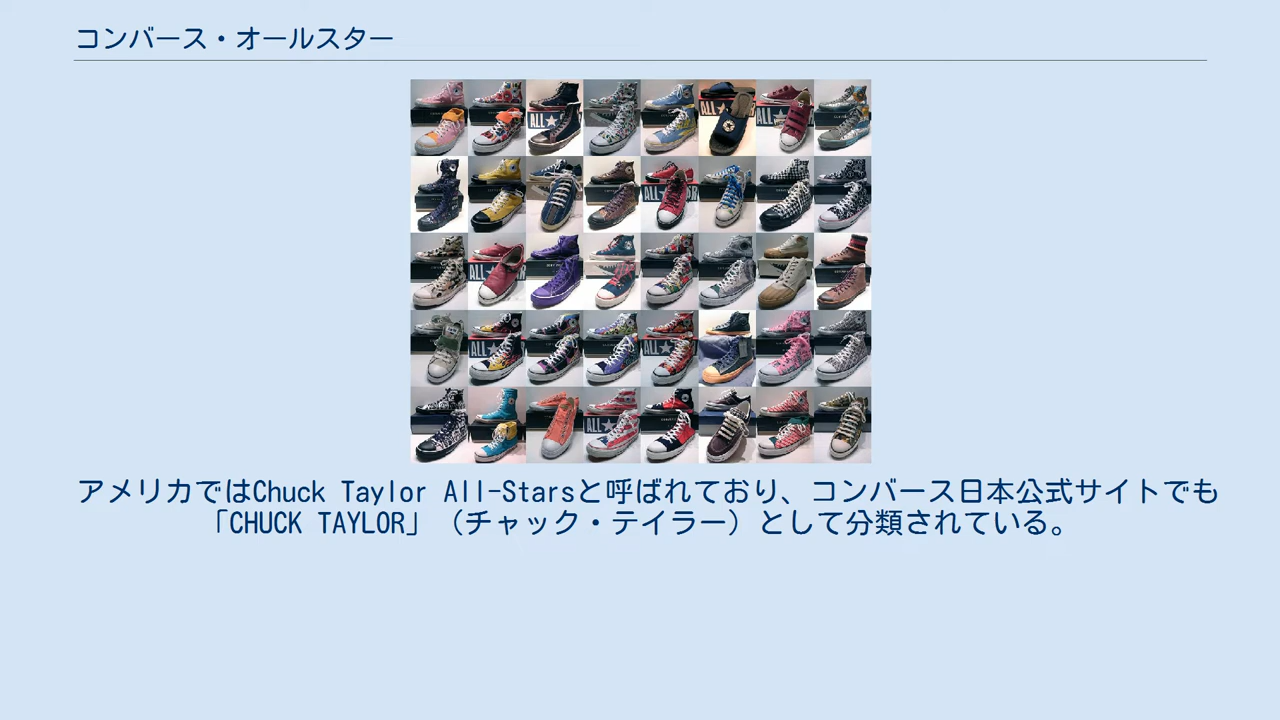 コンバース・オールスター
アメリカではChuck Taylor All-Starsと呼ばれており、コンバース日本公式サイトでも
「CHUCK TAYLOR」（チャック・テイラー）として分類されている。